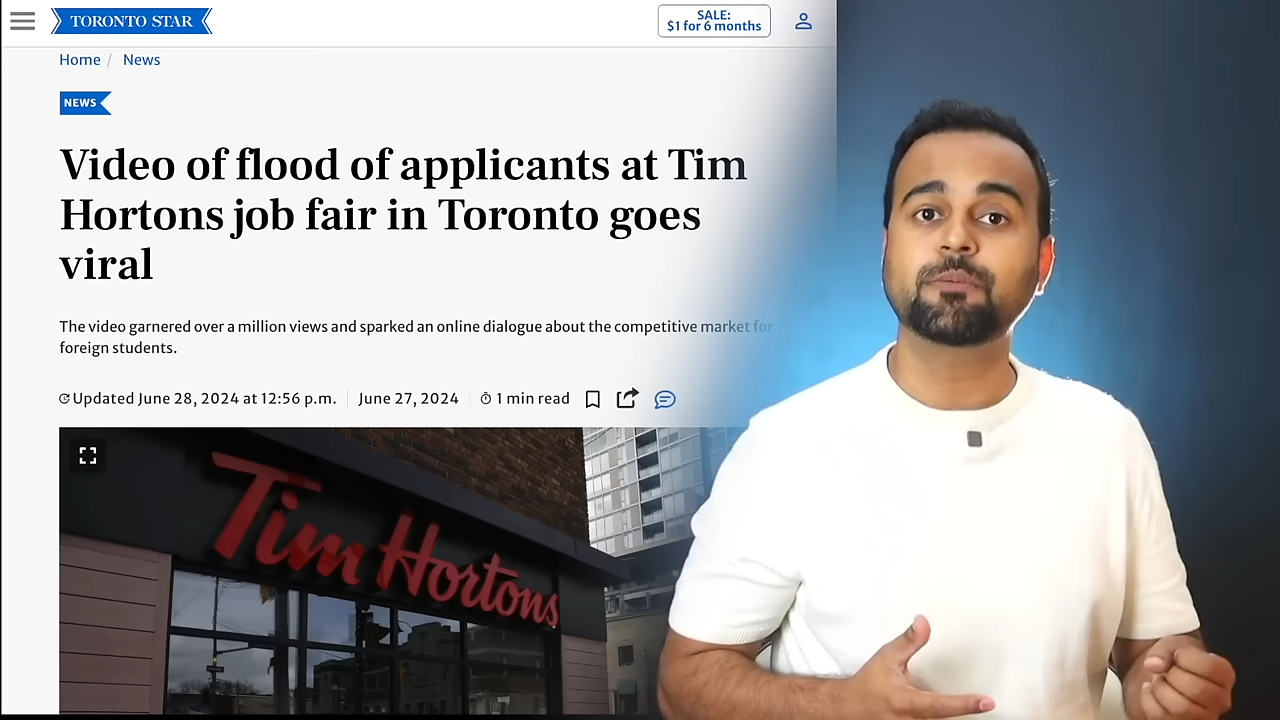 TORONTO STAR
SALE:
$1 for 6 months
Home / News
NEWS
Video of flood of applicants at Tim
Hortons job fair in Toronto goes
viral
The video garnered over a million views and sparked an online dialogue about the competitive market for
foreign students.
Updated June 28, 2024 at 12:56 p.m. June 27, 2024 1 min read
Tim Hortons